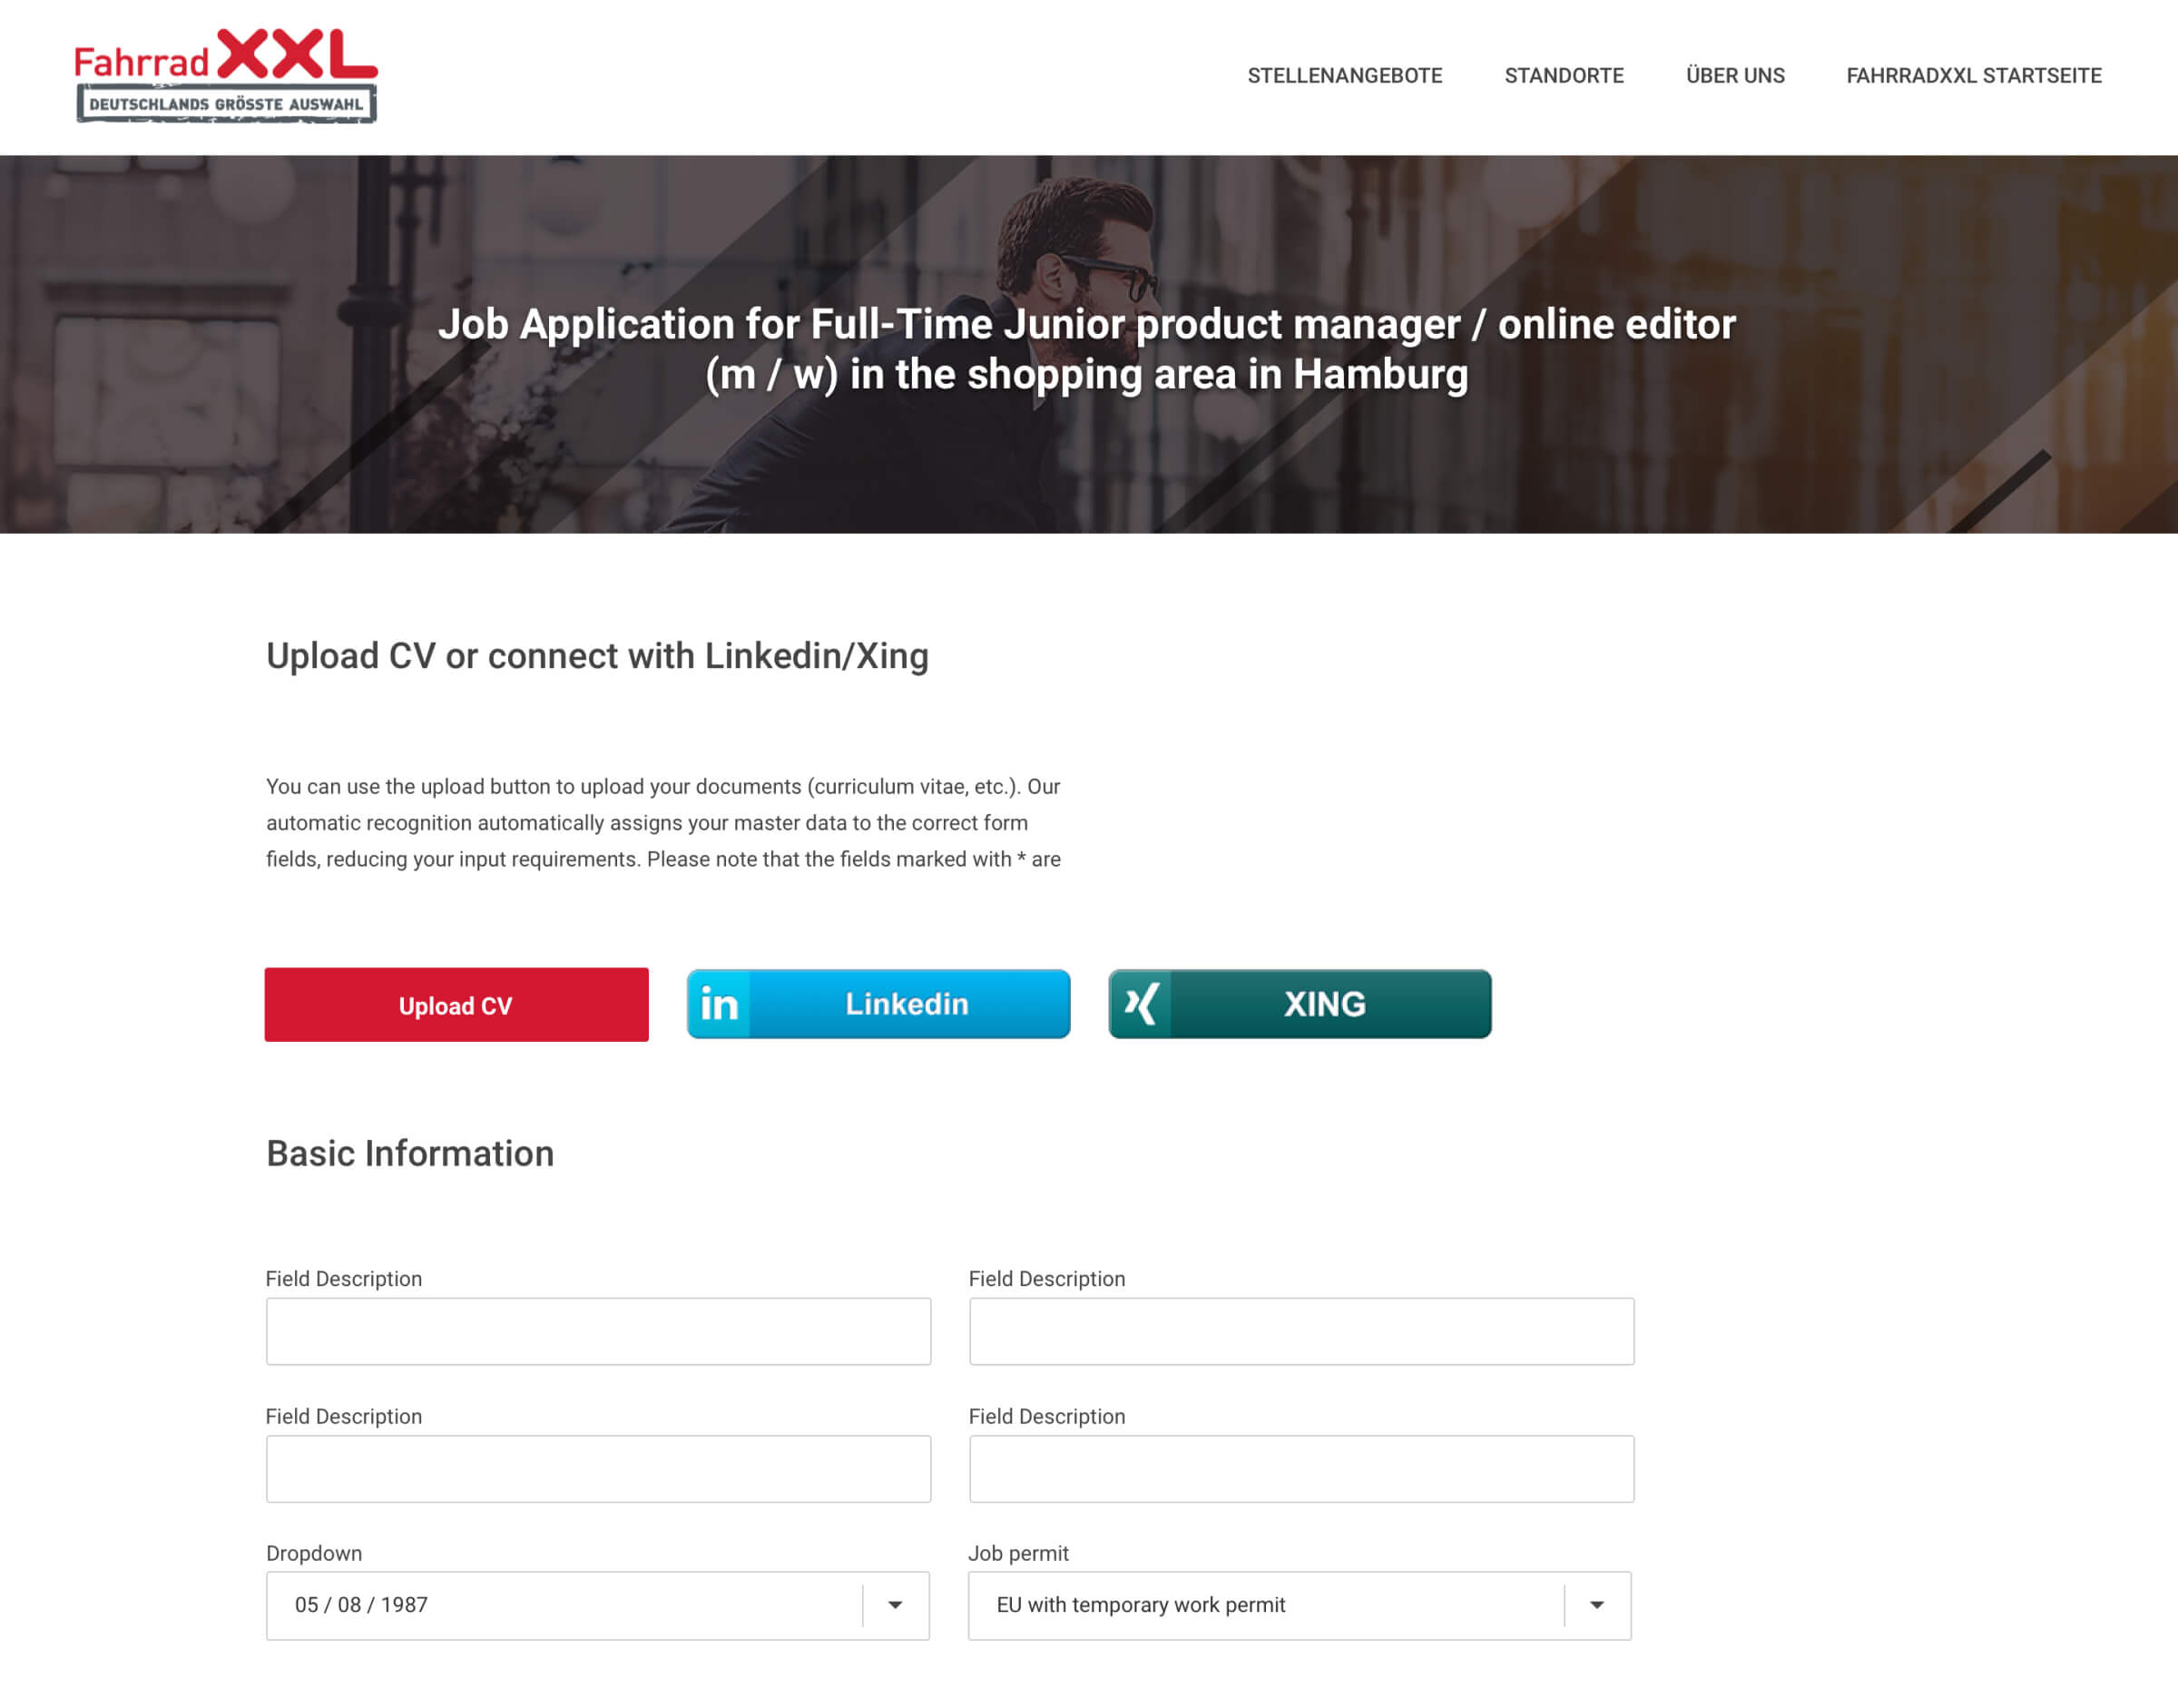 Fahrrad XXL
DEUTSCHLANDS GRÖSSTE AUSWAHL
STELLENANGEBOTE STANDORTE ÜBER UNS FAHRRADXXL STARTSEITE
Job Application for Full-Time Junior product manager / online editor
(m / w) in the shopping area in Hamburg
Upload CV or connect with Linkedin/Xing
You can use the upload button to upload your documents (curriculum vitae, etc.). Our
automatic recognition automatically assigns your master data to the correct form
fields, reducing your input requirements. Please note that the fields marked with * are
Upload CV in Linkedin XING
Basic Information
Field Description Field Description
Field Description Field Description
Dropdown Job permit
05 / 08 / 1987 EU with temporary work permit